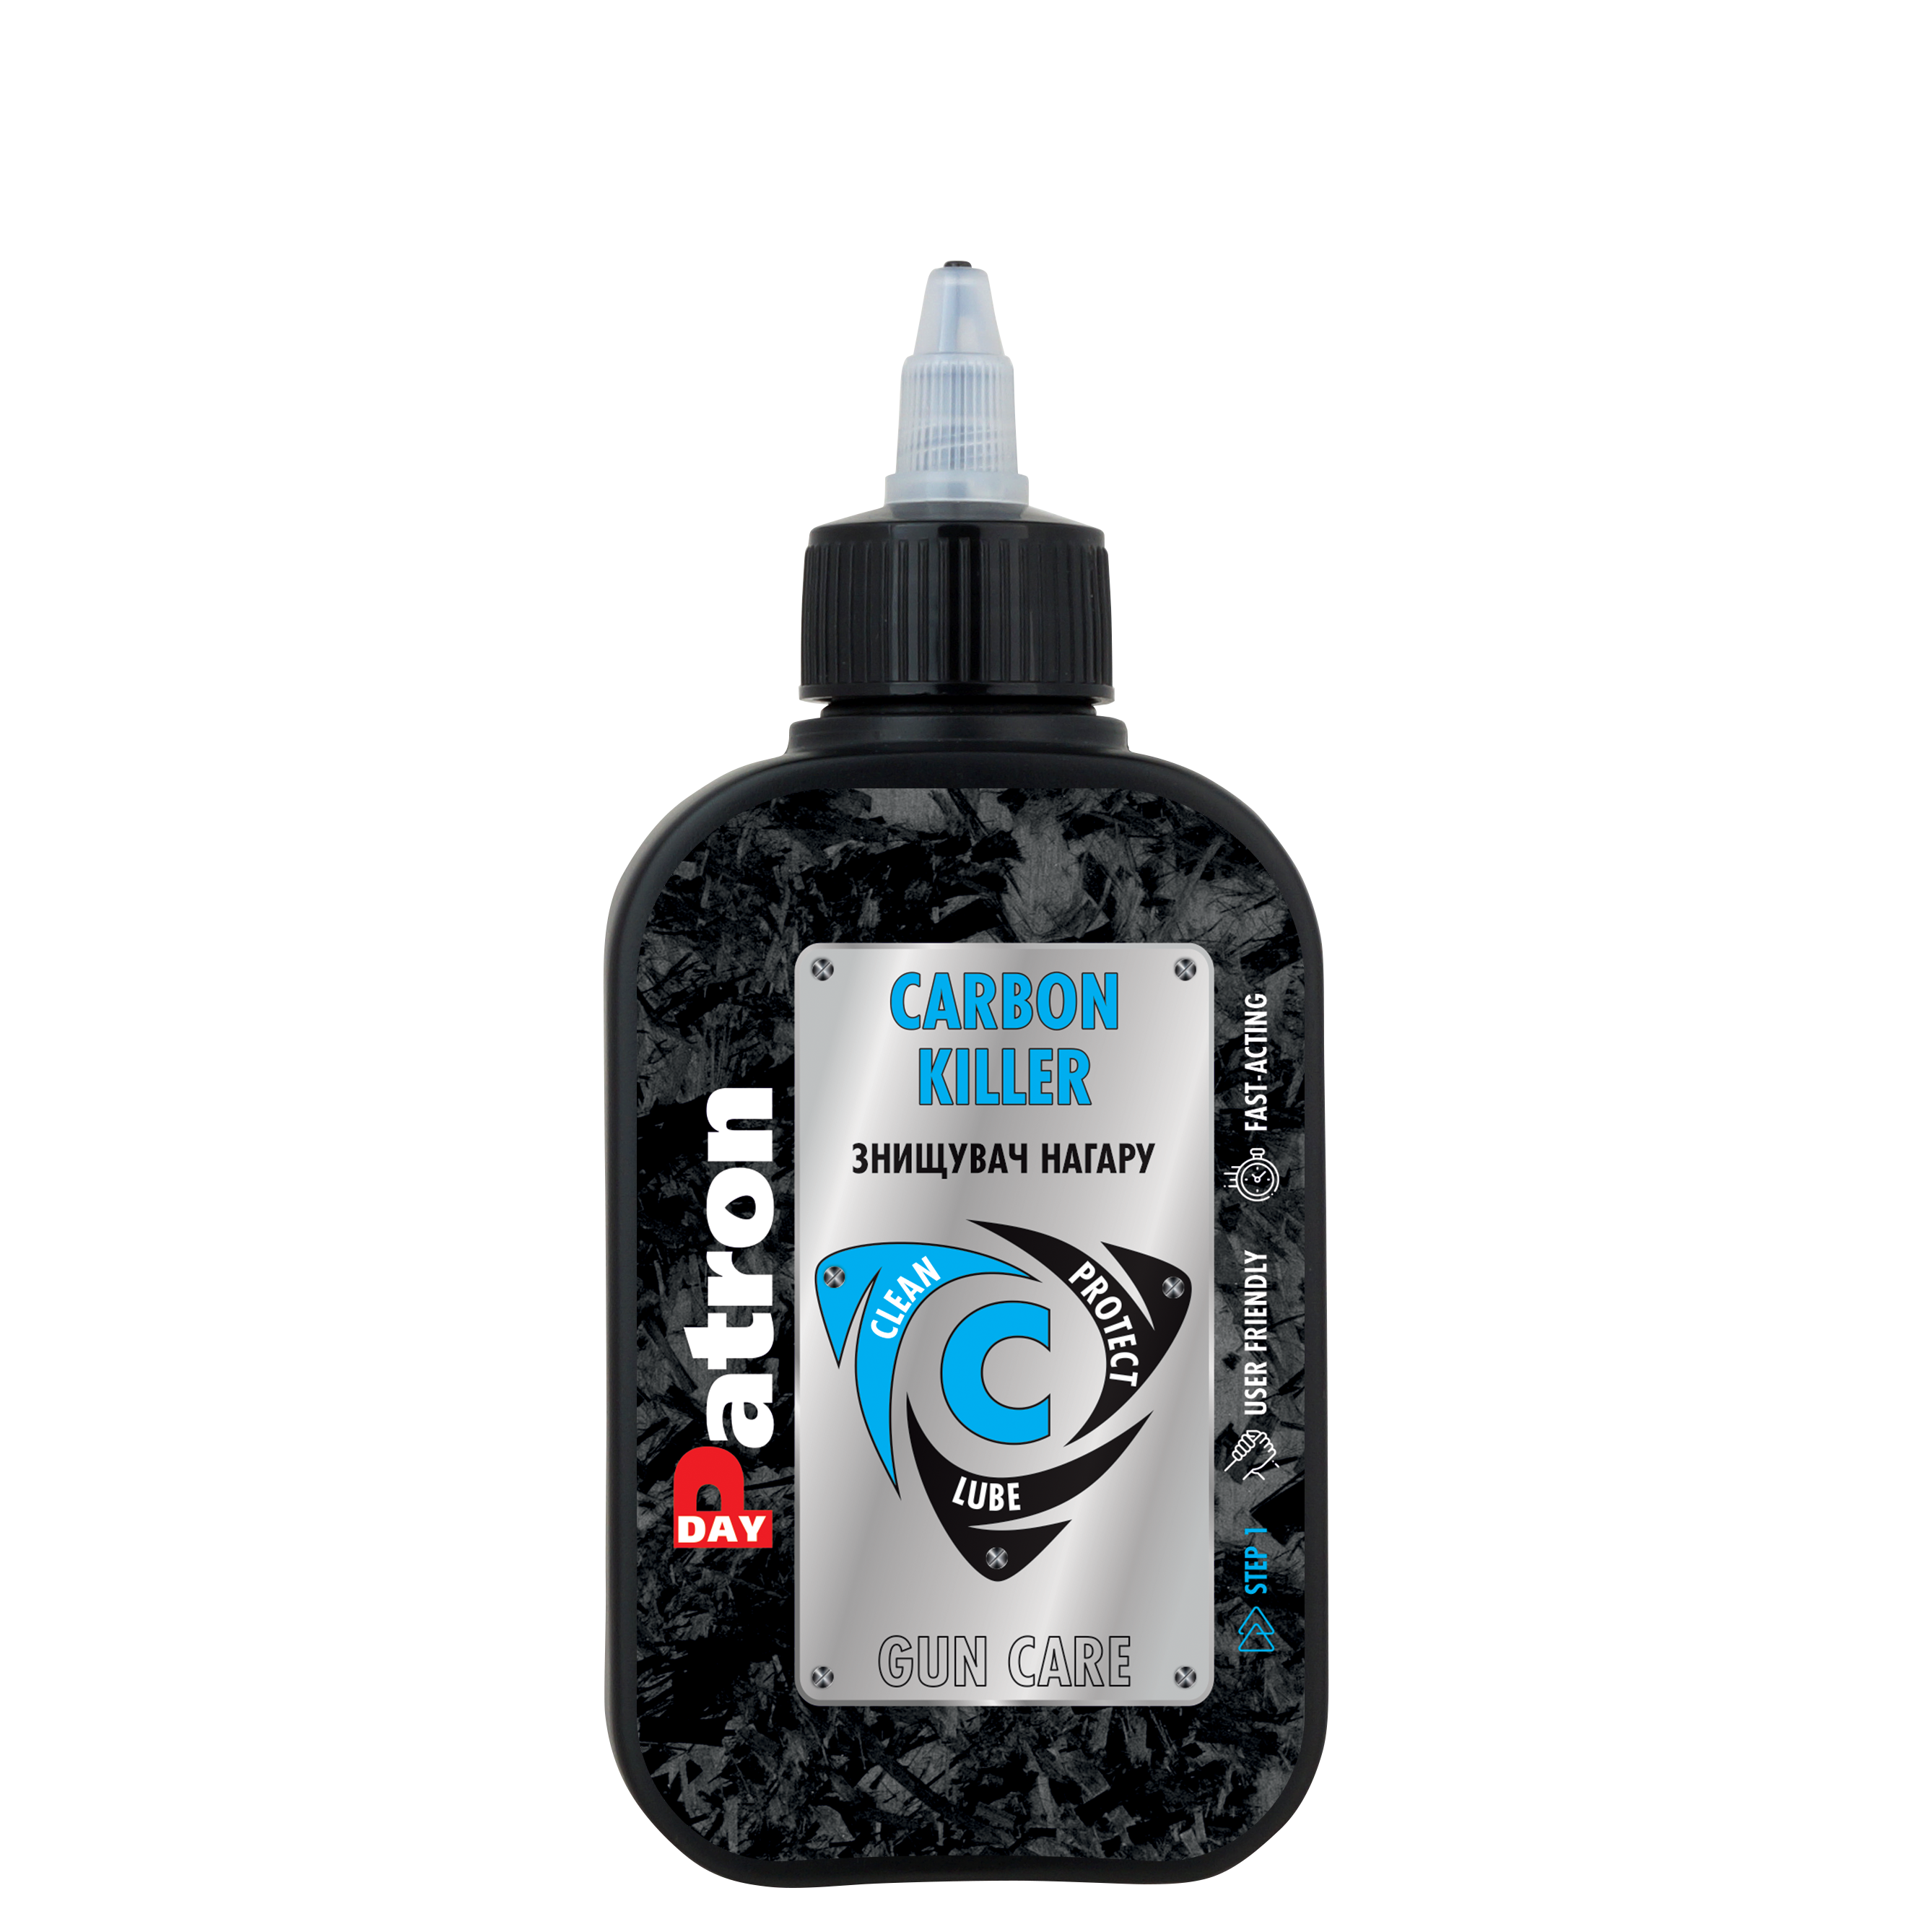 CARBON
KILLER
ЗНИЩУВАЧ НАГАРУ
CLEAN
PROTECT
C
LUBE
GUN CARE
Patron
DAY
STEP 1
USER FRIENDLY
FAST-ACTING